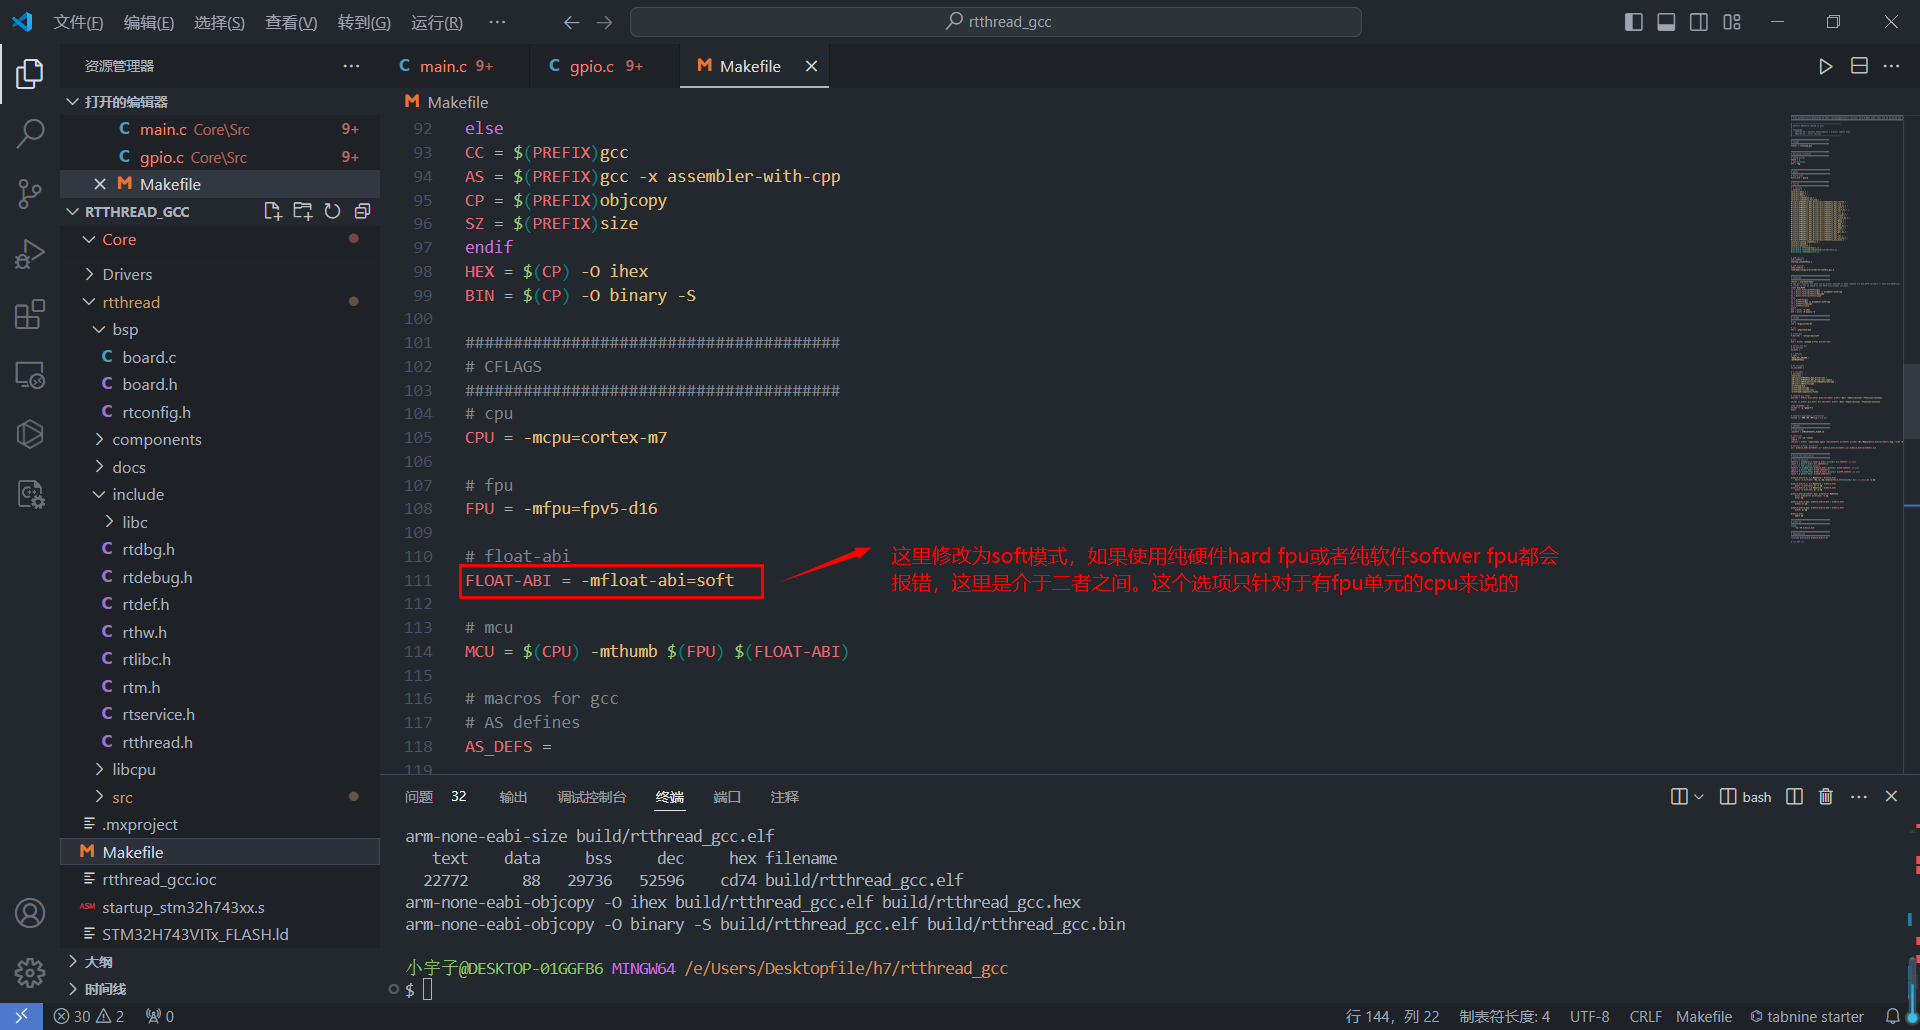 文件(F) 编辑(E) 选择(S) 查看(V) 转到(G) 运行(R) ··· rtthread_gcc
资源管理器 ···
打开的编辑器
main.c Core\Src 9+
gpio.c Core\Src 9+
Makefile
RTTHREAD_GCC
Core
Drivers
rtthread
bsp
board.c
board.h
rtconfig.h
components
docs
include
libc
rtdbg.h
rtdebug.h
rtdef.h
rthw.h
rtlibc.h
rtm.h
rtservice.h
rtthread.h
libcpu
src
.mxproject
Makefile
rtthread_gcc.ioc
ASM startup_stm32h743xx.s
STM32H743VITx_FLASH.ld
大纲
时间线
main.c 9+ gpio.c 9+ Makefile
Makefile
92 else
93 CC = $(PREFIX)gcc
94 AS = $(PREFIX)gcc -x assembler-with-cpp
95 CP = $(PREFIX)objcopy
96 SZ = $(PREFIX)size
97 endif
98 HEX = $(CP) -O ihex
99 BIN = $(CP) -O binary -S
100
101 #######################################
102 # CFLAGS
103 #######################################
104 # cpu
105 CPU = -mcpu=cortex-m7
106
107 # fpu
108 FPU = -mfpu=fpv5-d16
109
110 # float-abi
111 FLOAT-ABI = -mfloat-abi=soft
112
113 # mcu
114 MCU = $(CPU) -mthumb $(FPU) $(FLOAT-ABI)
115
116 # macros for gcc
117 # AS defines
118 AS_DEFS =
119
这里修改为soft模式，如果使用纯硬件hard fpu或者纯软件softwer fpu都会
报错，这里是介于二者之间。这个选项只针对于有fpu单元的cpu来说的
问题 32 输出 调试控制台 终端 端口 注释 bash
arm-none-eabi-size build/rtthread_gcc.elf
text data bss dec hex filename
22772 88 29736 52596 cd74 build/rtthread_gcc.elf
arm-none-eabi-objcopy -O ihex build/rtthread_gcc.elf build/rtthread_gcc.hex
arm-none-eabi-objcopy -O binary -S build/rtthread_gcc.elf build/rtthread_gcc.bin
小宇子@DESKTOP-01GGFB6 MINGW64 /e/Users/Desktopfile/h7/rtthread_gcc
$
30 2 0 行 144，列 22 制表符长度: 4 UTF-8 CRLF Makefile tabnine starter